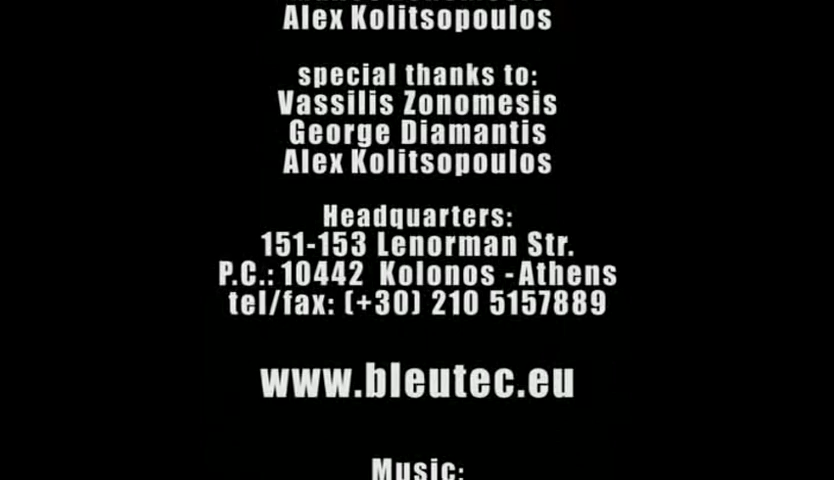 Alex Kolitsopoulos
special thanks to:
Vassilis Zonomesis
George Diamantis
Alex Kolitsopoulos
Headquarters:
151-153 Lenorman Str.
P.C.: 10442 Kolonos - Athens
tel/fax: (+30) 210 5157889
www.bleutec.eu
Music: